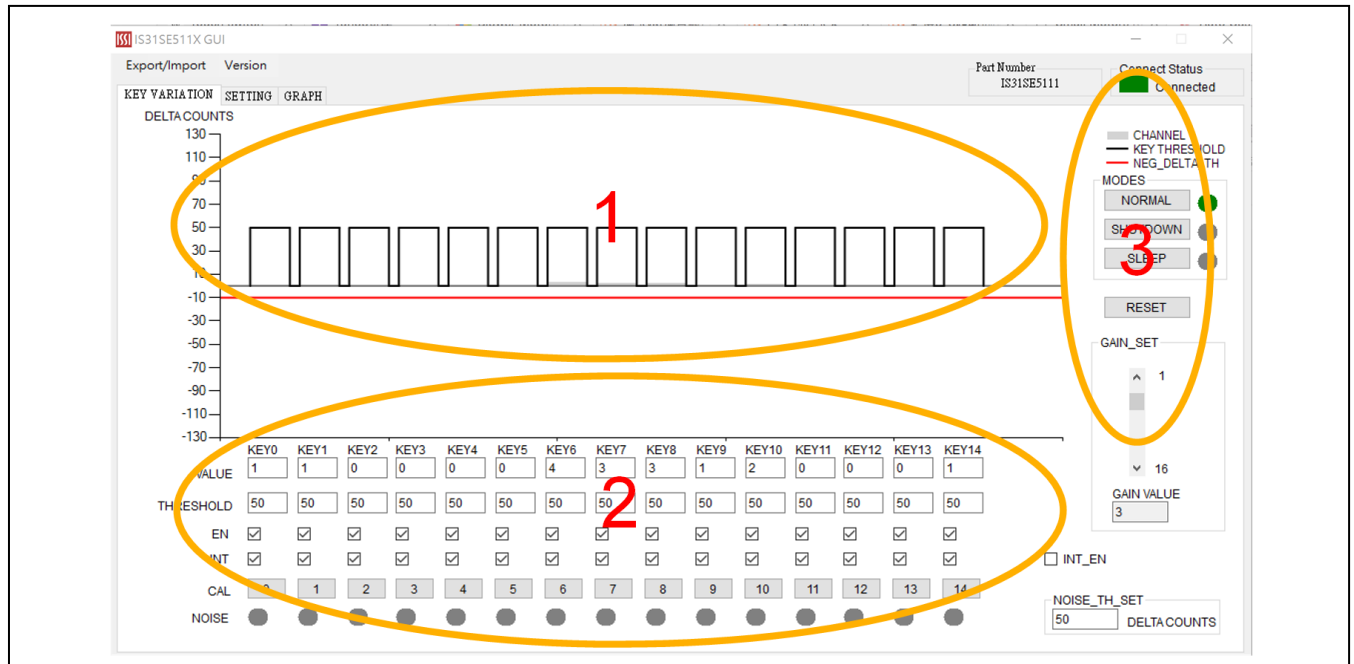 IS31SE511X GUI
Export/Import Version
Part Number
IS31SE5111
Connect Status
Connected
KEY VARIATION SETTING GRAPH
DELTA COUNTS
130
110
90
70
50
30
10
-10
-30
-50
-70
-90
-110
-130
1
CHANNEL
KEY THRESHOLD
NEG_DELTA_TH
MODES
NORMAL
SHUTDOWN
SLEEP
3
RESET
GAIN_SET
1
16
GAIN VALUE
3
KEY0 KEY1 KEY2 KEY3 KEY4 KEY5 KEY6 KEY7 KEY8 KEY9 KEY10 KEY11 KEY12 KEY13 KEY14
VALUE 1 1 0 0 0 0 4 3 3 1 2 0 0 0 1
THRESHOLD 50 50 50 50 50 50 50 50 50 50 50 50 50 50 50
2
EN
INT
CAL 0 1 2 3 4 5 6 7 8 9 10 11 12 13 14
NOISE
INT_EN
NOISE_TH_SET
50 DELTA COUNTS